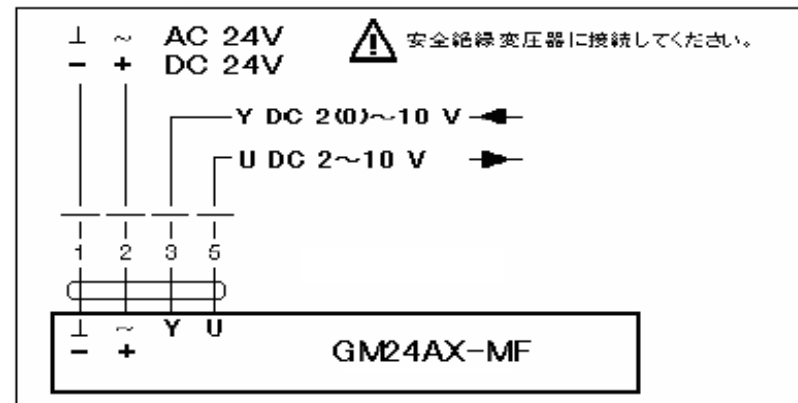 ⊥ ~ AC 24V
− + DC 24V
安全絶縁変圧器に接続してください。
Y DC 2(0)~10 V
U DC 2~10 V
1 2 3 5
⊥ ~ Y U
− +
GM24AX-MF